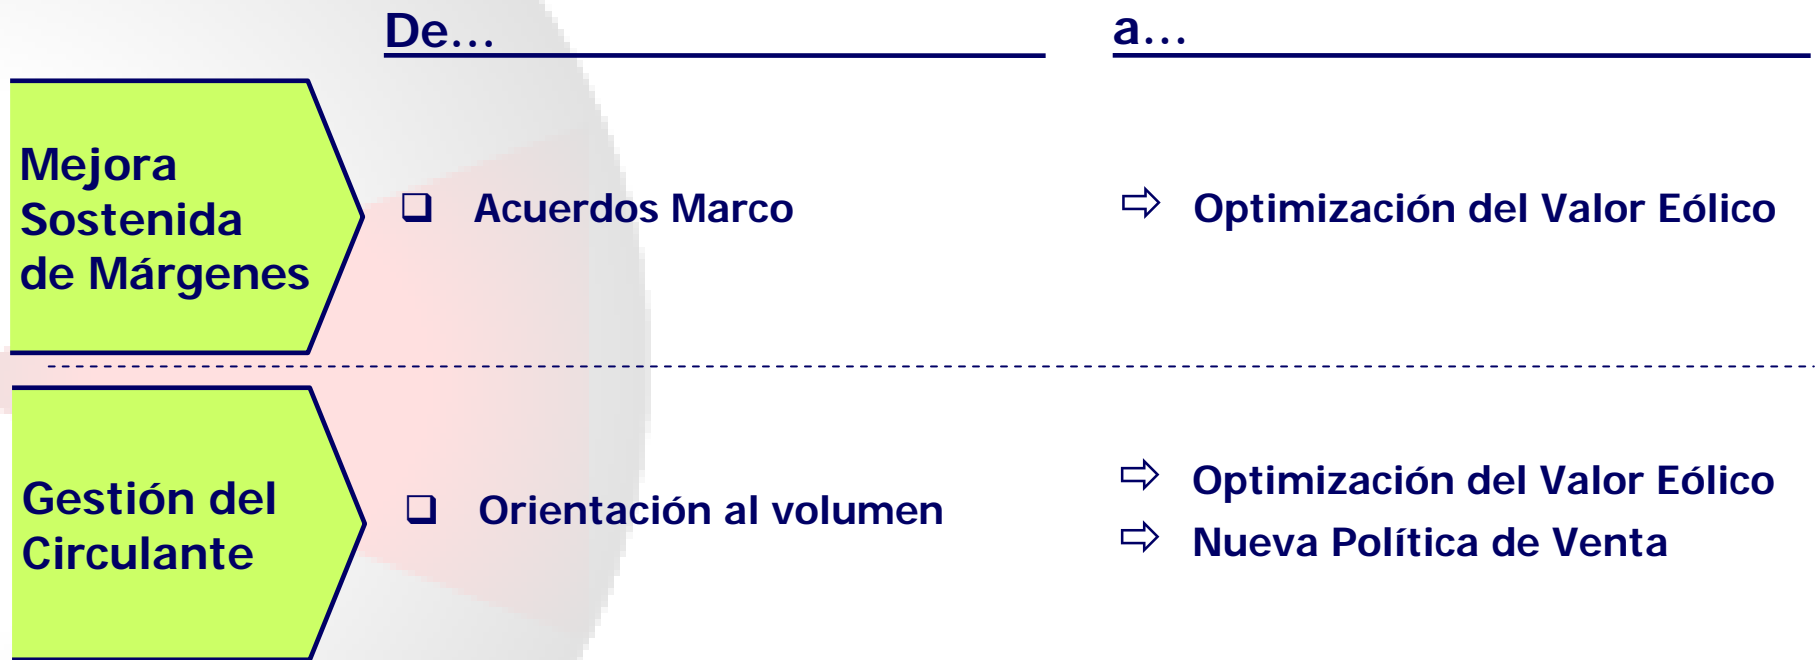 De...
a...
Mejora
Sostenida
de Márgenes
Acuerdos Marco
Optimización del Valor Eólico
Gestión del
Circulante
Orientación al volumen
Optimización del Valor Eólico
Nueva Política de Venta